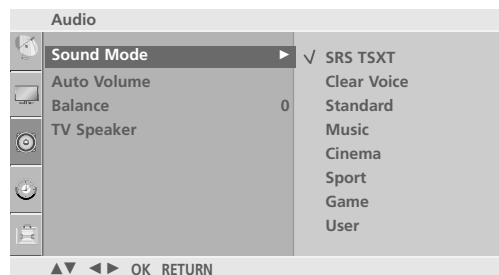 Audio
Sound Mode ►
Auto Volume
Balance 0
TV Speaker
√ SRS TSXT
Clear Voice
Standard
Music
Cinema
Sport
Game
User
▲▼ ◄► OK RETURN